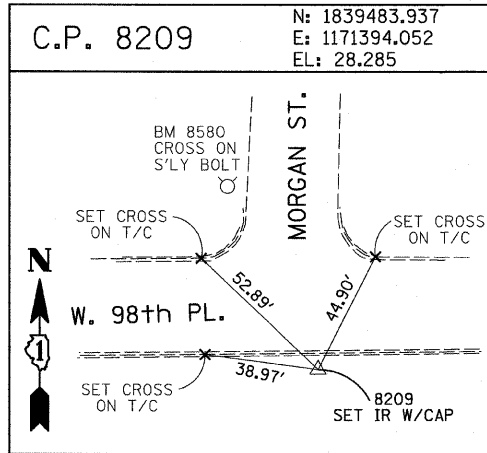 C.P. 8209
N: 1839483.937
E: 1171394.052
EL: 28.285
BM 8580
CROSS ON
S'LY BOLT
MORGAN ST.
SET CROSS
ON T/C
SET CROSS
ON T/C
N
1
52.89'
44.90'
W. 98th PL.
38.97'
SET CROSS
ON T/C
8209
SET IR W/CAP